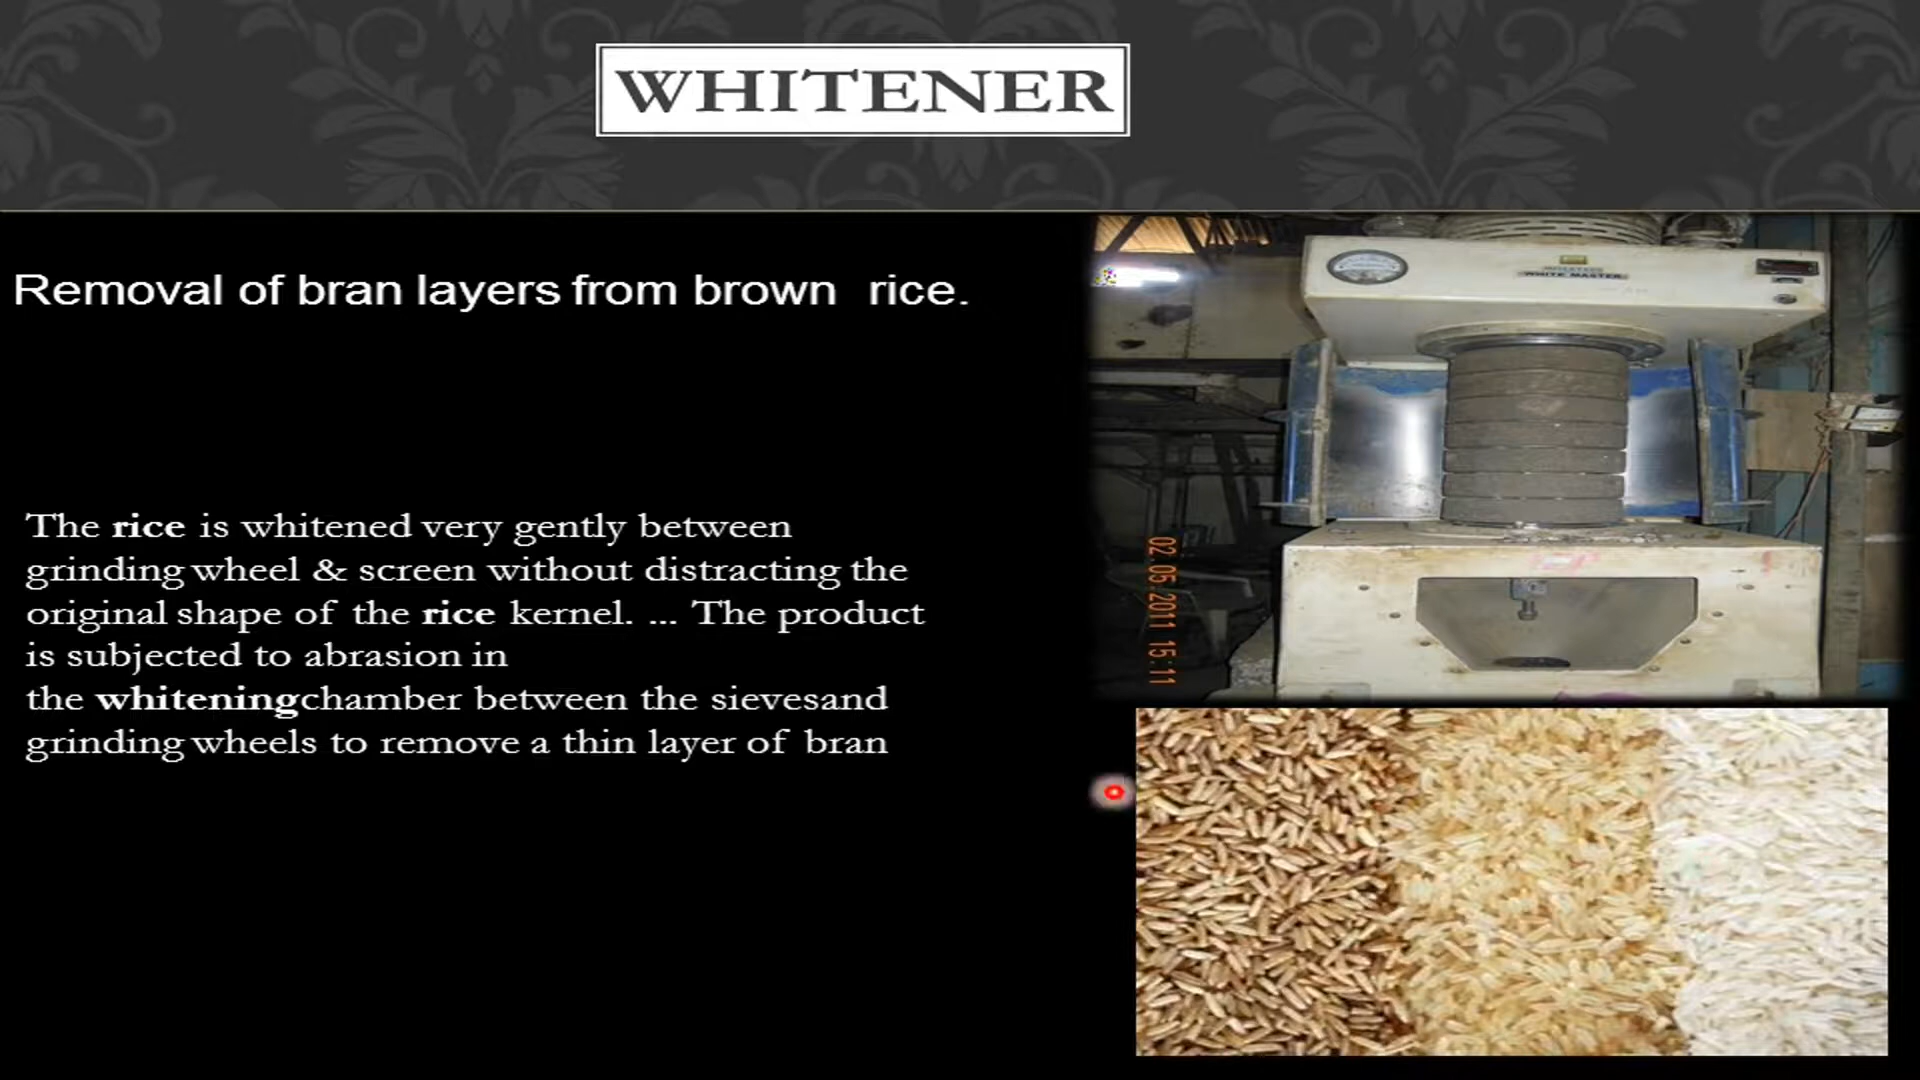 WHITENER
Removal of bran layers from brown rice.
The rice is whitened very gently between
grinding wheel & screen without distracting the
original shape of the rice kernel. ... The product
is subjected to abrasion in
the whiteningchamber between the sievesand
grinding wheels to remove a thin layer of bran
WHITE MASTER
02.05.2011 15:11